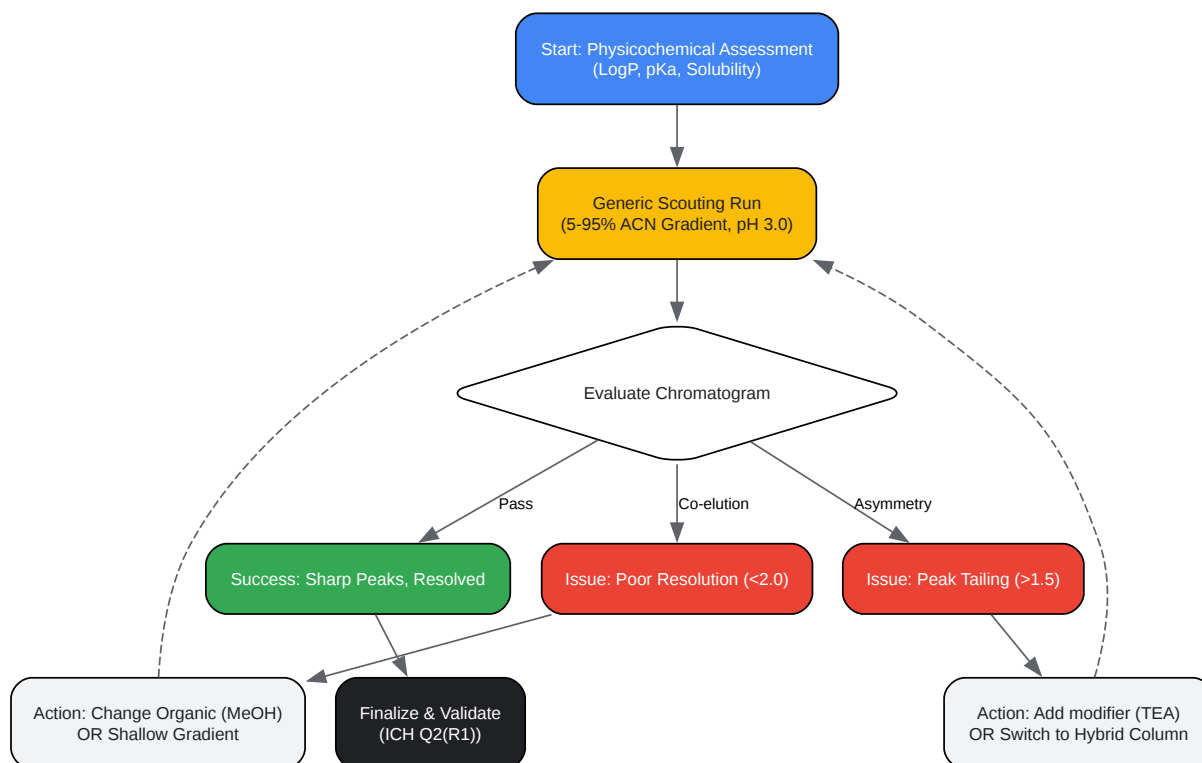 Start: Physicochemical Assessment
(LogP, pKa, Solubility)
Generic Scouting Run
(5-95% ACN Gradient, pH 3.0)
Evaluate Chromatogram
Pass
Co-elution
Asymmetry
Success: Sharp Peaks, Resolved
Issue: Poor Resolution (<2.0)
Issue: Peak Tailing (>1.5)
Action: Change Organic (MeOH)
OR Shallow Gradient
Finalize & Validate
(ICH Q2(R1))
Action: Add modifier (TEA)
OR Switch to Hybrid Column